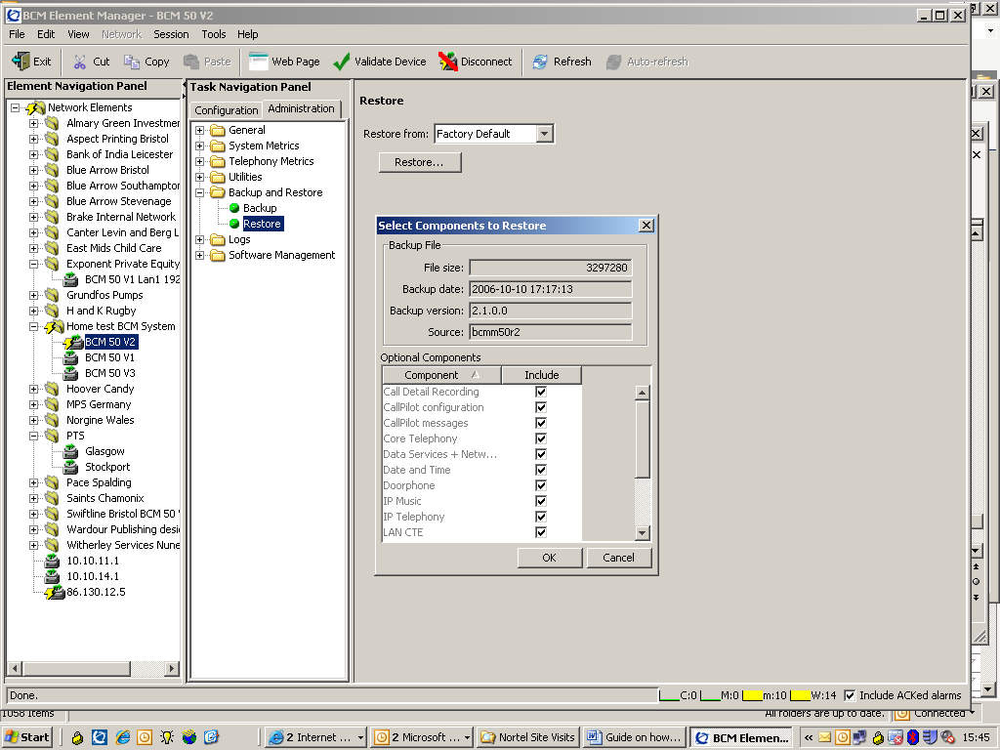 BCM Element Manager - BCM 50 V2
File Edit View Network Session Tools Help
Exit Cut Copy Paste Web Page Validate Device Disconnect Refresh Auto-refresh
Element Navigation Panel
Network Elements
Almary Green Investmen
Aspect Printing Bristol
Bank of India Leicester
Blue Arrow Bristol
Blue Arrow Southampton
Blue Arrow Stevenage
Brake Internal Network
Canter Levin and Berg L
East Mids Child Care
Exponent Private Equity
BCM 50 V1 Lan1 192
Grundfos Pumps
H and K Rugby
Home test BCM System
BCM 50 V2
BCM 50 V1
BCM 50 V3
Hoover Candy
MPS Germany
Norgine Wales
PTS
Glasgow
Stockport
Pace Spalding
Saints Chamonix
Swiftline Bristol BCM 50
Wardour Publishing desi
Witherley Services Nune
10.10.11.1
10.10.14.1
86.130.12.5
Task Navigation Panel
Configuration Administration
General
System Metrics
Telephony Metrics
Utilities
Backup and Restore
Backup
Restore
Logs
Software Management
Restore
Restore from: Factory Default
Restore...
Select Components to Restore
Backup File
File size: 3297280
Backup date: 2006-10-10 17:17:13
Backup version: 2.1.0.0
Source: bcmm50r2
Optional Components
Component Include
Call Detail Recording
CallPilot configuration
CallPilot messages
Core Telephony
Data Services + Netw...
Date and Time
Doorphone
IP Music
IP Telephony
LAN CTE
OK Cancel
Done. C:0 M:0 m:10 W:14 Include ACKed alarms
1058 Items All folders are up to date. Connected
Start 2 Internet ... 2 Microsoft ... Nortel Site Visits Guide on how... BCM Elemen... « 15:45